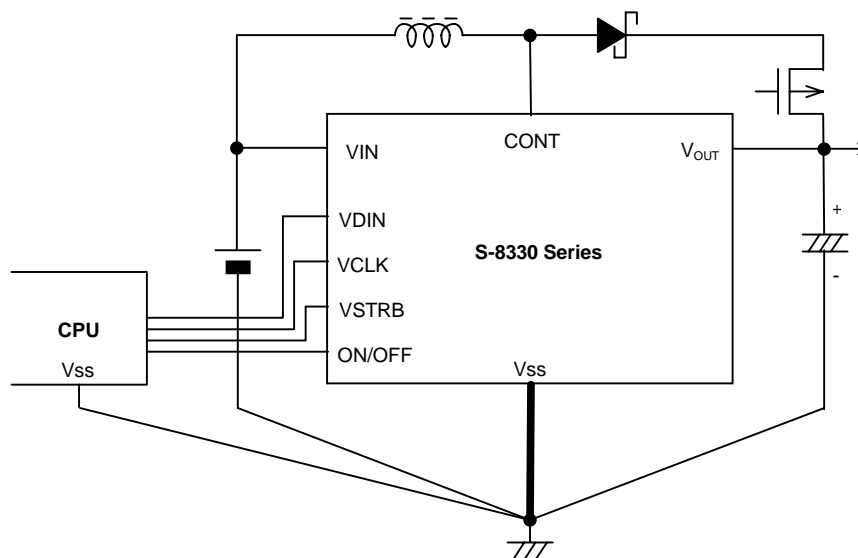 VIN
CONT
VOUT
VDIN
S-8330 Series
VCLK
VSTRB
CPU
ON/OFF
Vss
Vss
+
-